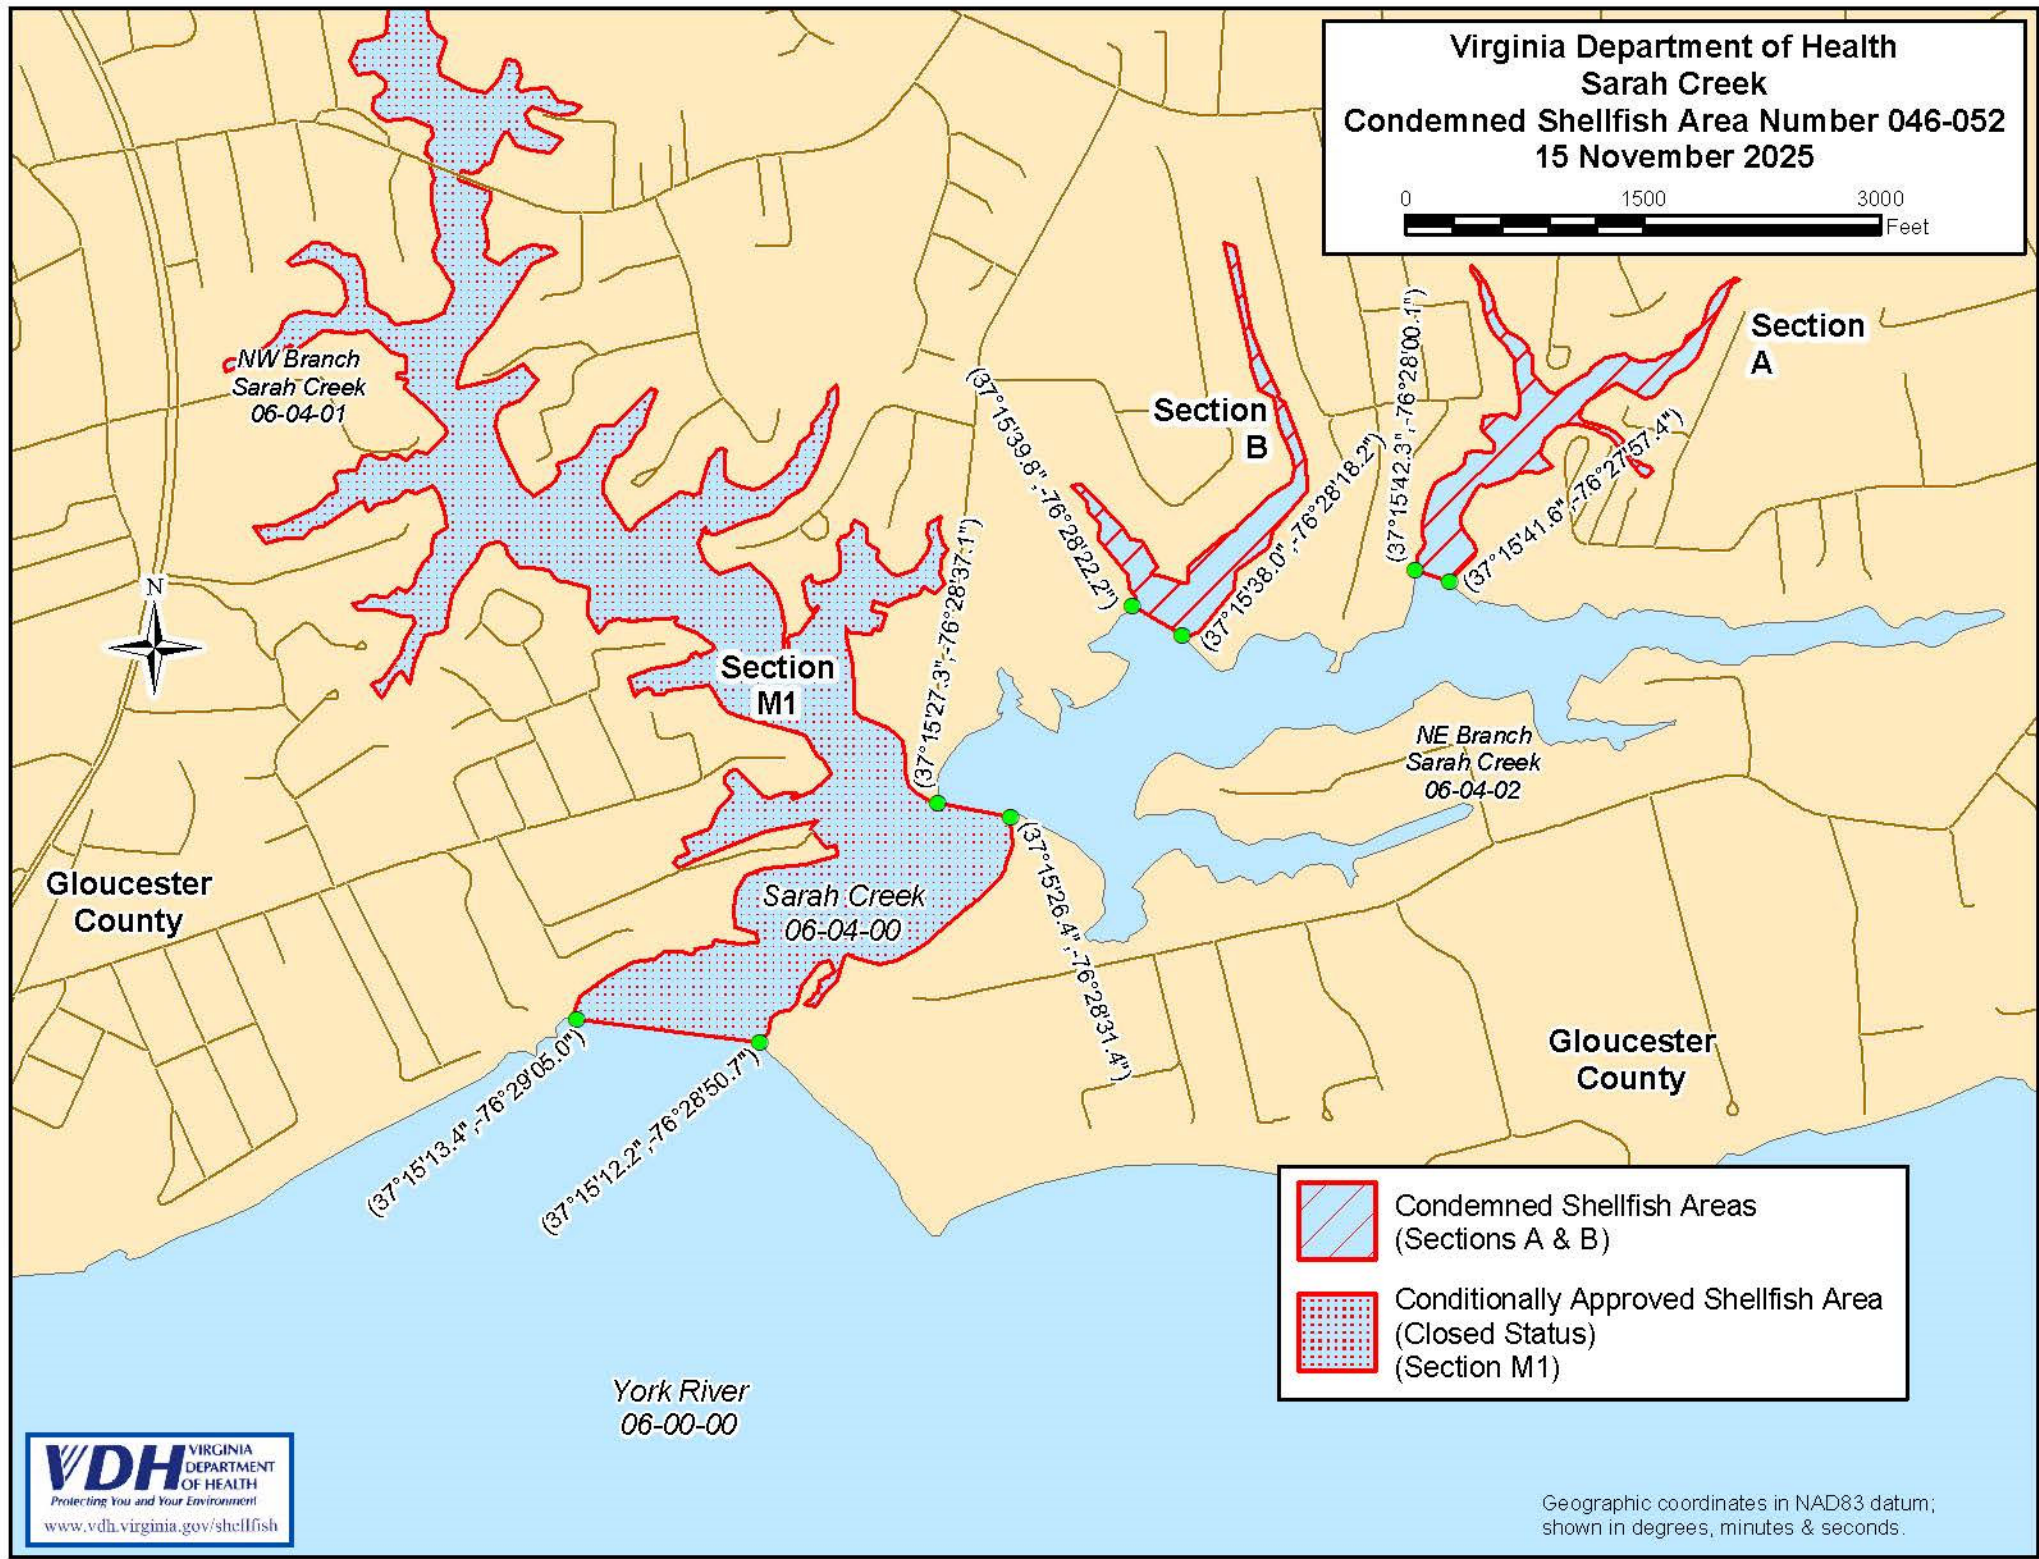 Virginia Department of Health
Sarah Creek
Condemned Shellfish Area Number 046-052
15 November 2025
0 1500 3000
Feet
Section
A
Section
B
(37°15'39.8",-76°28'22.2")
(37°15'38.0",-76°28'18.2")
(37°15'42.3",-76°28'00.1")
(37°15'41.6",-76°27'57.4")
NW Branch
Sarah Creek
06-04-01
N
Section
M1
(37°15'27.3",-76°28'37.1")
(37°15'26.4",-76°28'31.4")
NE Branch
Sarah Creek
06-04-02
Gloucester
County
Sarah Creek
06-04-00
(37°15'13.4",-76°29'05.0")
(37°15'12.2",-76°28'50.7")
Gloucester
County
Condemned Shellfish Areas
(Sections A & B)
Conditionally Approved Shellfish Area
(Closed Status)
(Section M1)
York River
06-00-00
VDH VIRGINIA
DEPARTMENT
OF HEALTH
Protecting You and Your Environment
www.vdh.virginia.gov/shellfish
Geographic coordinates in NAD83 datum;
shown in degrees, minutes & seconds.